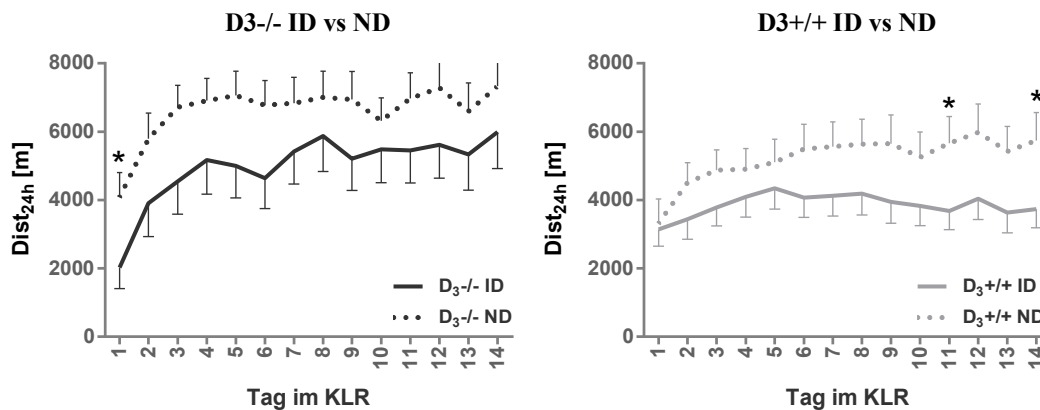 D3-/- ID vs ND
8000
6000
4000
2000
0
Dist24h [m]
*
D3-/- ID
D3-/- ND
1 2 3 4 5 6 7 8 9 10 11 12 13 14
Tag im KLR
D3+/+ ID vs ND
8000
6000
4000
2000
0
Dist24h [m]
*
*
D3+/+ ID
D3+/+ ND
1 2 3 4 5 6 7 8 9 10 11 12 13 14
Tag im KLR